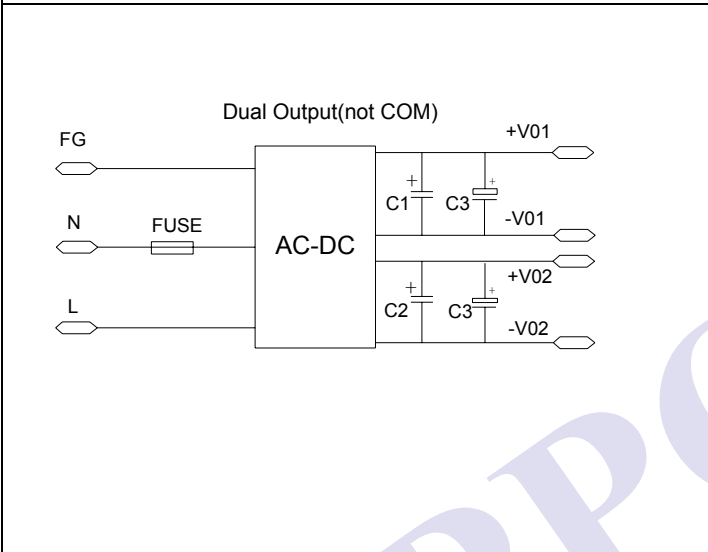 Dual Output(not COM)
FG
+V01
+
+
C1
C3
N
FUSE
-V01
AC-DC
+V02
+
+
L
C2
C3
-V02